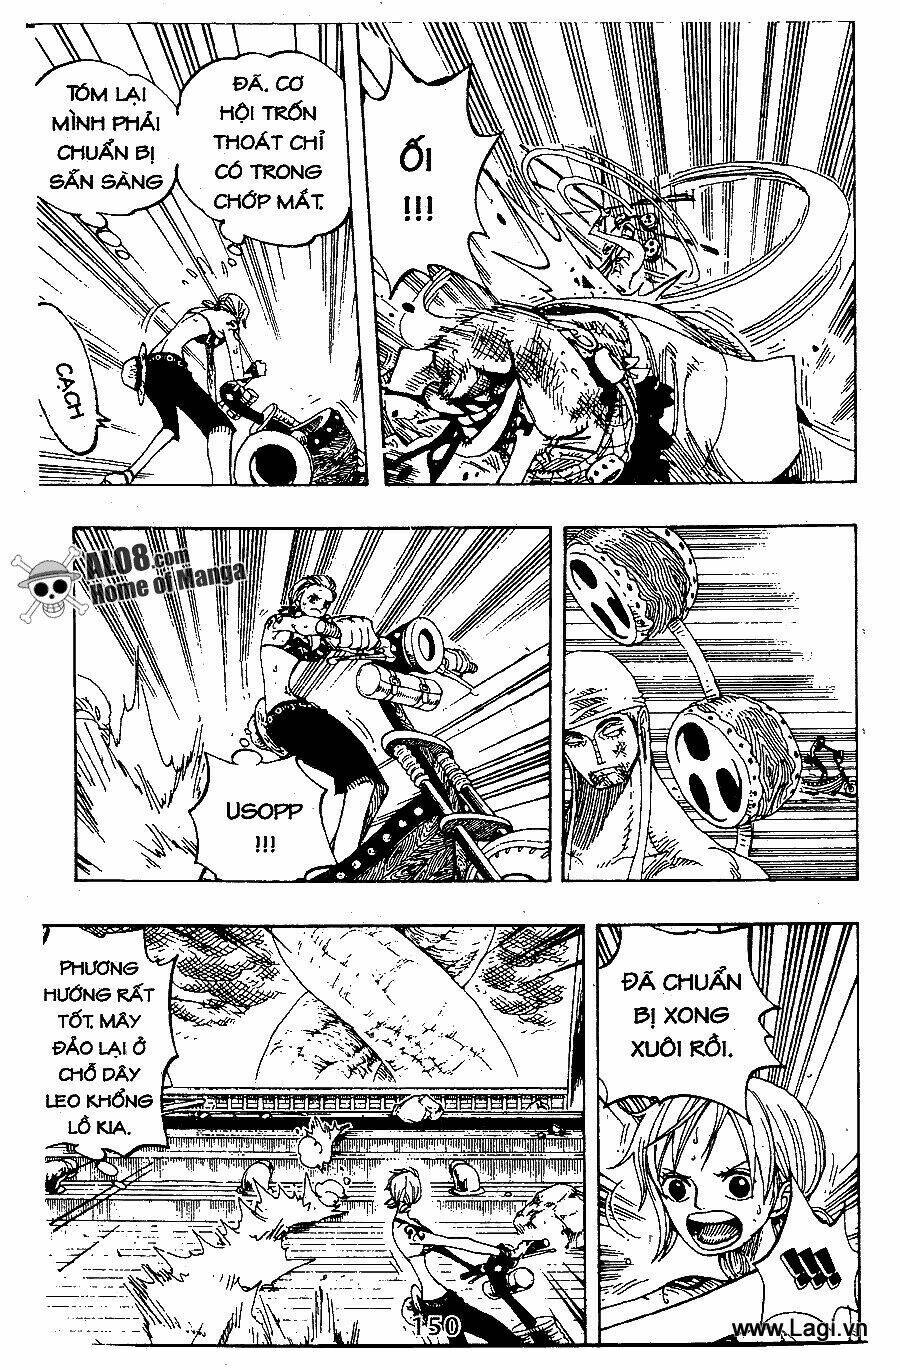 ỐI
!!!
ĐÃ. CƠ
HỘI TRỐN
THOÁT CHỈ
CÓ TRONG
CHỚP MẮT.
TÓM LẠI
MÌNH PHẢI
CHUẨN BỊ
SẴN SÀNG
CẠCH
ALO8.com
Home of Manga
USOPP
!!!
ĐÃ CHUẨN
BỊ XONG
XUÔI RỒI.
!!!
PHƯƠNG
HƯỚNG RẤT
TỐT. MÂY
ĐẢO LẠI Ở
CHỖ DÂY
LEO KHỔNG
LỒ KIA.
150
www.Lagi.vn